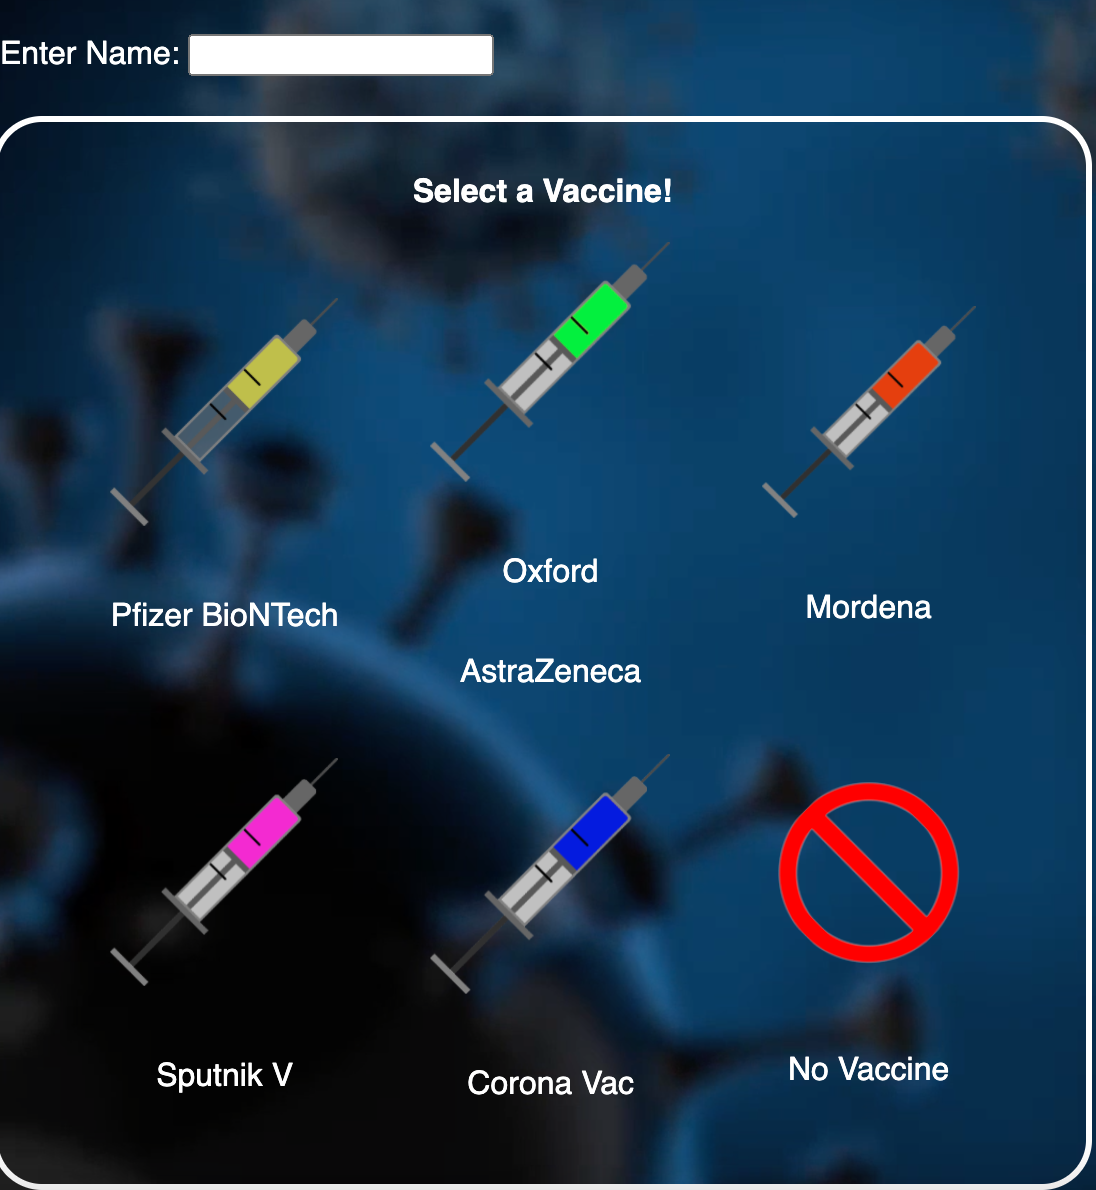 Enter Name:
Select a Vaccine!
Pfizer BioNTech
Oxford
AstraZeneca
Mordena
Sputnik V
Corona Vac
No Vaccine